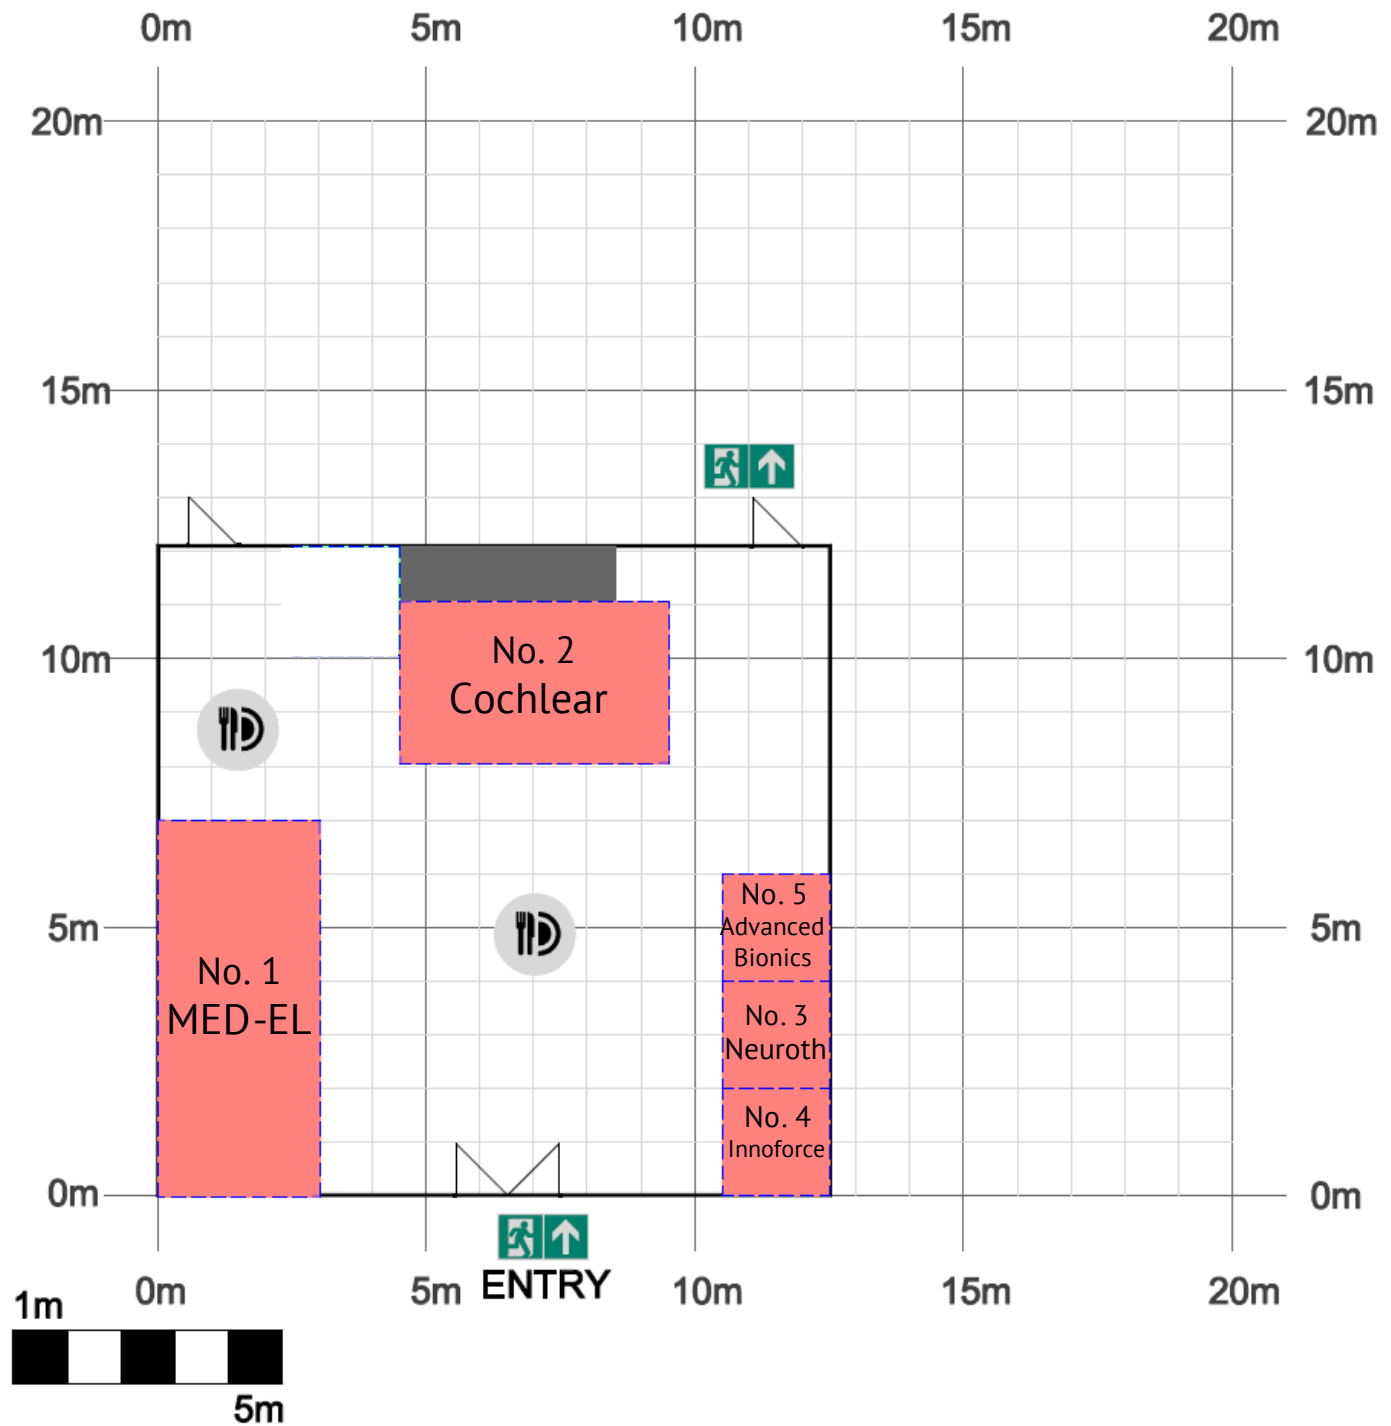 0m 5m 10m 15m 20m
20m 20m
15m 15m
No. 2
10m 10m
Cochlear
No. 5
5m Advanced 5m
Bionics
No. 1
MED-EL
No. 3
Neuroth
No. 4
Innoforce
0m 0m
0m 5m ENTRY 10m 15m 20m
1m
5m